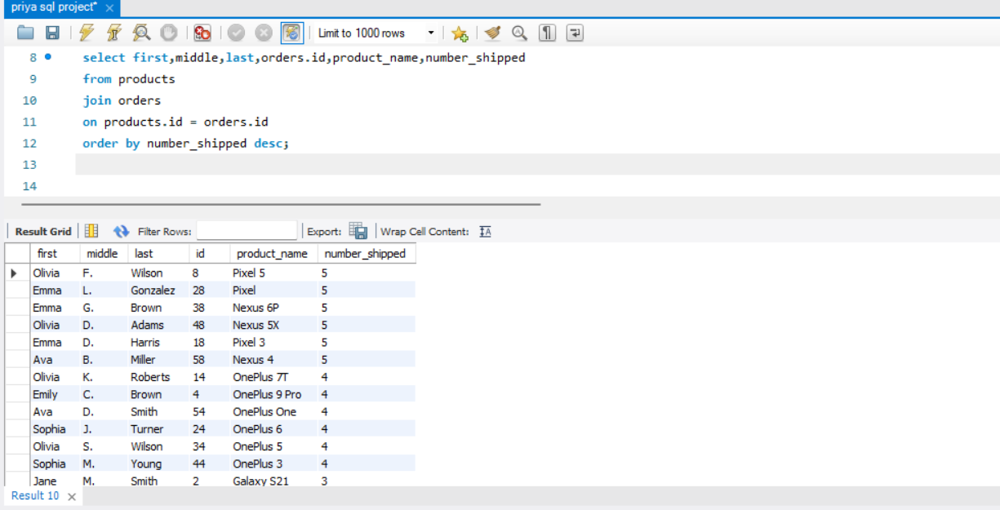 priya sql project*
Limit to 1000 rows
8 select first,middle,last,orders.id,product_name,number_shipped
9 from products
10 join orders
11 on products.id = orders.id
12 order by number_shipped desc;
13
14
Result Grid Filter Rows: Export: Wrap Cell Content: IA
first middle last id product_name number_shipped
Olivia F. Wilson 8 Pixel 5 5
Emma L. Gonzalez 28 Pixel 5
Emma G. Brown 38 Nexus 6P 5
Olivia D. Adams 48 Nexus 5X 5
Emma D. Harris 18 Pixel 3 5
Ava B. Miller 58 Nexus 4 5
Olivia K. Roberts 14 OnePlus 7T 4
Emily C. Brown 4 OnePlus 9 Pro 4
Ava D. Smith 54 OnePlus One 4
Sophia J. Turner 24 OnePlus 6 4
Olivia S. Wilson 34 OnePlus 5 4
Sophia M. Young 44 OnePlus 3 4
Jane M. Smith 2 Galaxy S21 3
Result 10